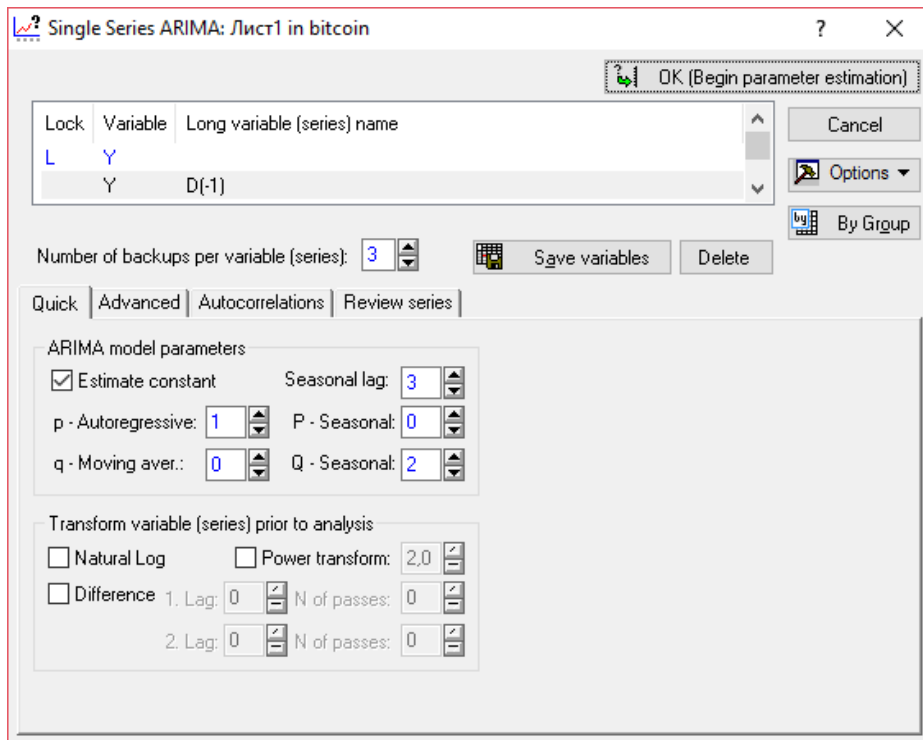 Single Series ARIMA: Лист1 in bitcoin
OK (Begin parameter estimation)
Lock Variable Long variable (series) name
L Y
Y D(-1)
Cancel
Options
By Group
Number of backups per variable (series): 3
Save variables
Delete
Quick Advanced Autocorrelations Review series
ARIMA model parameters
Estimate constant Seasonal lag: 3
p - Autoregressive: 1 P - Seasonal: 0
q - Moving aver.: 0 Q - Seasonal: 2
Transform variable (series) prior to analysis
Natural Log Power transform: 2,0
Difference 1. Lag: 0 N of passes: 0
2. Lag: 0 N of passes: 0